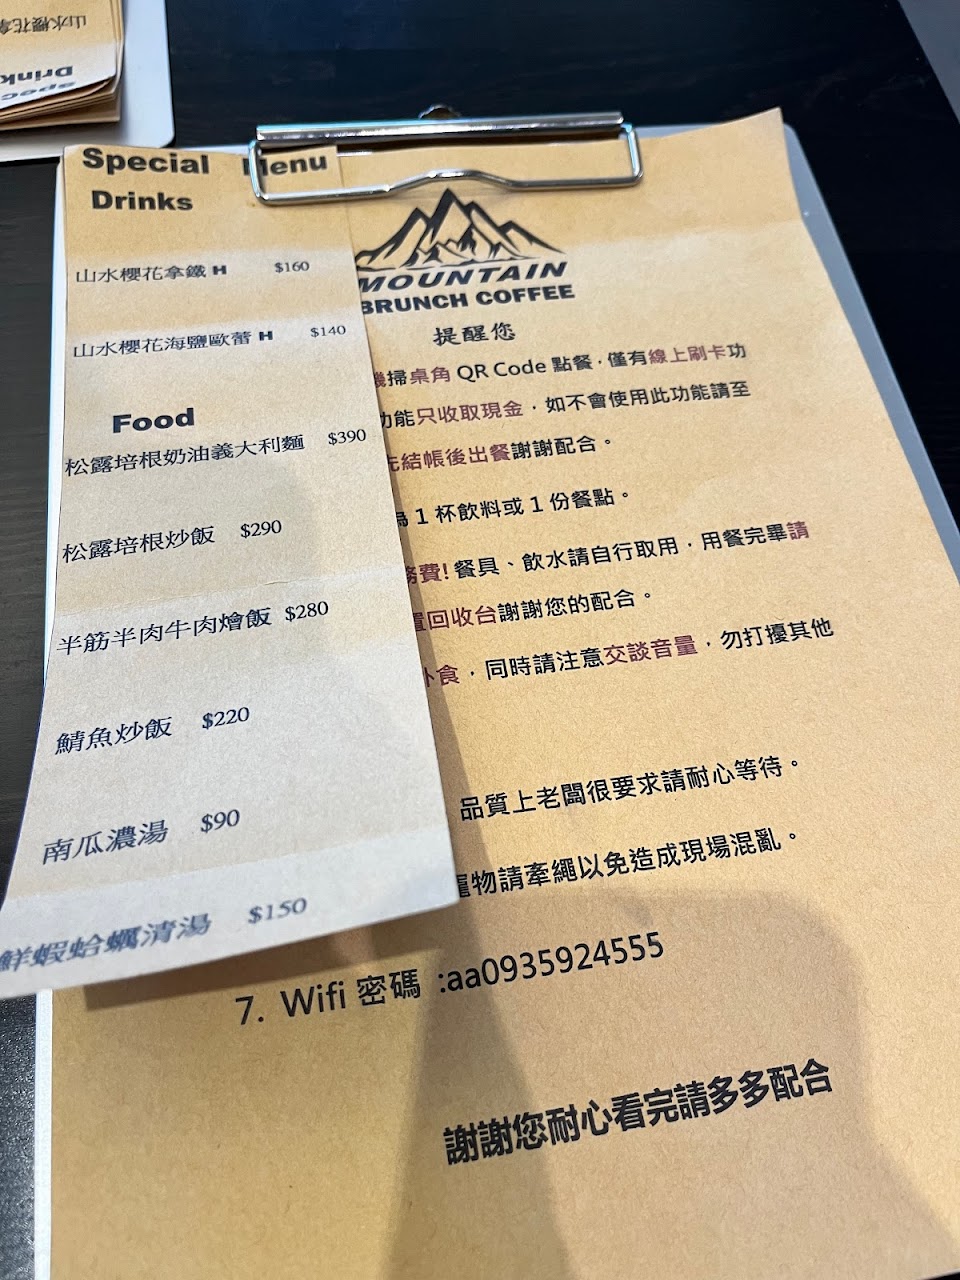 Special Menu
Drinks
山水櫻花拿鐵 H $160
山水櫻花海鹽歐蕾 H $140
Food
松露培根奶油義大利麵 $390
松露培根炒飯 $290
半筋半肉牛肉燴飯 $280
鯖魚炒飯 $220
南瓜濃湯 $90
鮮蝦蛤蠣清湯 $150
MOUNTAIN
BRUNCH COFFEE
提醒您
機掃桌角 QR Code 點餐,僅有線上刷卡功
功能只收取現金,如不會使用此功能請至
先結帳後出餐謝謝配合。
為 1 杯飲料或 1 份餐點。
務費!餐具、飲水請自行取用,用餐完畢請
置回收台謝謝您的配合。
外食,同時請注意交談音量,勿打擾其他
品質上老闆很要求請耐心等待。
寵物請牽繩以免造成現場混亂。
7. Wifi 密碼 :aa0935924555
謝謝您耐心看完請多多配合
山水櫻花拿
Drink
Spec